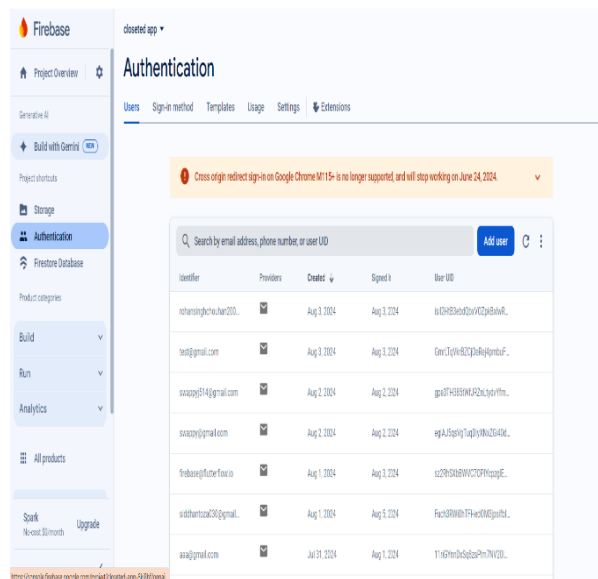 Firebase
closeted app
Project Overview
Generative AI
Build with Gemini NEW
Project shortcuts
Storage
Authentication
Firestore Database
Product categories
Build
Run
Analytics
All products
Spark
No-cost $0/month
Upgrade
Authentication
Users Sign-in method Templates Usage Settings Extensions
Cross origin redirect sign-in on Google Chrome M115+ is no longer supported, and will stop working on June 24, 2024.
Search by email address, phone number, or user UID
Add user
Identifier Providers Created Signed In User UID
rohansinghchouhan200... Aug 3, 2024 Aug 3, 2024
test@gmail.com Aug 3, 2024 Aug 3, 2024
swappyj514@gmail.com Aug 2, 2024 Aug 2, 2024
swappy@gmail.com Aug 2, 2024 Aug 2, 2024
firebase@flutterflow.io Aug 1, 2024 Aug 3, 2024
siddhantoza030@gmail... Aug 1, 2024 Aug 5, 2024
aaa@gmail.com Jul 31, 2024 Aug 1, 2024